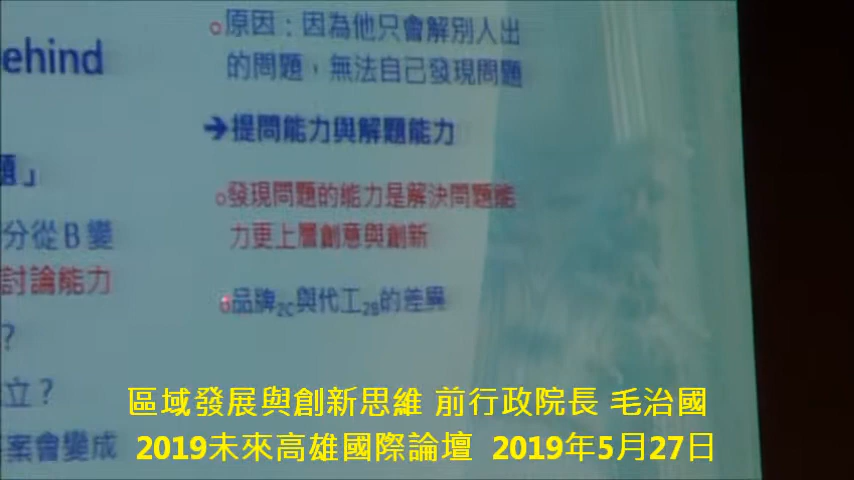 ehind
題」
分從B變
討論能力
?
立?
案會變成
原因：因為他只會解別人出
的問題，無法自己發現問題
➔提問能力與解題能力
發現問題的能力是解決問題能
力更上層創意與創新
品牌2C與代工2B的差異
區域發展與創新思維 前行政院長 毛治國
2019未來高雄國際論壇 2019年5月27日